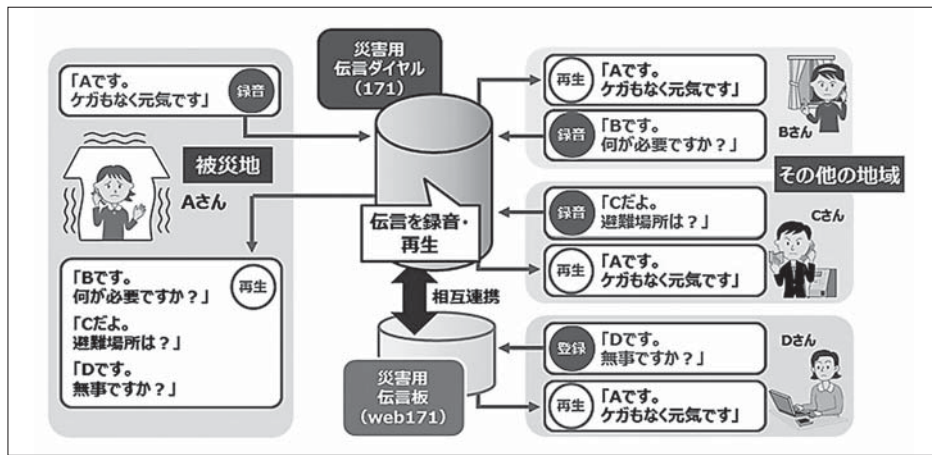 「Aです。
ケガもなく元気です」
録音
被災地
Aさん
「Bです。
何が必要ですか?」
再生
「Cだよ。
避難場所は?」
「Dです。
無事ですか?」
災害用
伝言ダイヤル
(171)
伝言を録音・
再生
相互連携
災害用
伝言板
(web171)
再生
「Aです。
ケガもなく元気です」
録音
「Bです。
何が必要ですか?」
Bさん
その他の地域
録音
「Cだよ。
避難場所は?」
Cさん
再生
「Aです。
ケガもなく元気です」
登録
「Dです。
無事ですか?」
Dさん
再生
「Aです。
ケガもなく元気です」